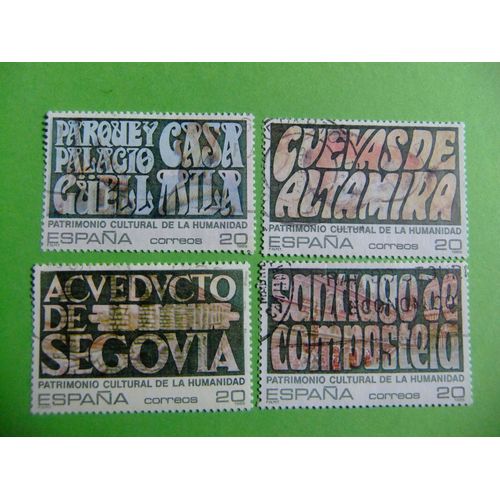 PARQUE Y
PALACIO
GÜELL
CASA
MILA
PATRIMONIO CULTURAL DE LA HUMANIDAD
ESPAÑA correos 20
CUEVAS DE
ALTAMIRA
PATRIMONIO CULTURAL DE LA HUMANIDAD
ESPAÑA correos 20
ACVEDVCTO
DE
SEGOVIA
PATRIMONIO CULTURAL DE LA HUMANIDAD
ESPAÑA correos 20
santiago de
compostela
PATRIMONIO CULTURAL DE LA HUMANIDAD
ESPAÑA correos 20